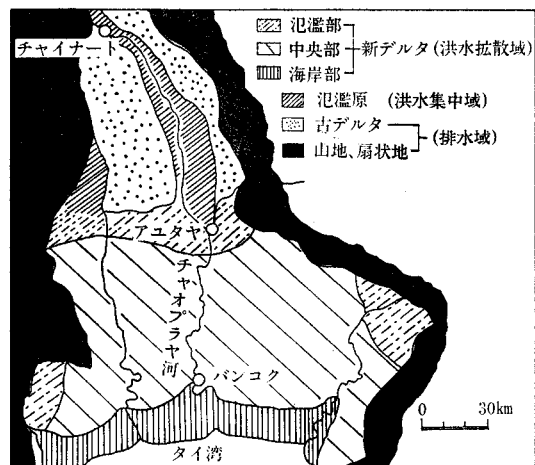 チャイナート
氾濫部
中央部
新デルタ(洪水拡散域)
海岸部
氾濫原 (洪水集中域)
古デルタ
(排水域)
山地、扇状地
アユタヤ
チャオプラヤ河
バンコク
0 30km
タイ湾